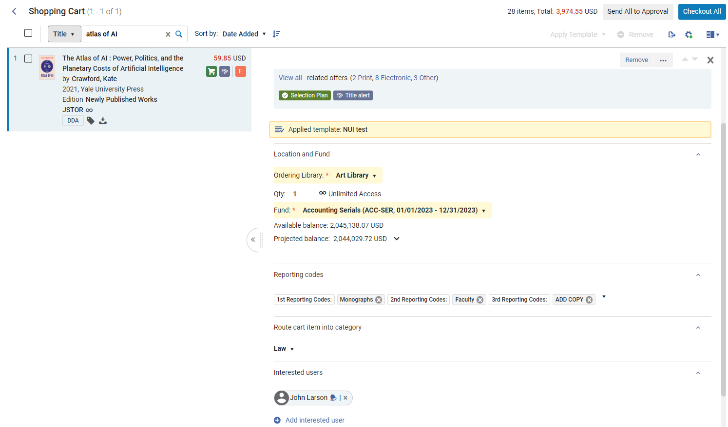 Shopping Cart (1 - 1 of 1)
28 items, Total: 3,974.55 USD
Send All to Approval
Checkout All
Title
atlas of AI
Sort by: Date Added
Apply Template
Remove
1
The Atlas of AI : Power, Politics, and the
Planetary Costs of Artificial Intelligence
by Crawford, Kate
2021, Yale University Press
Edition Newly Published Works
JSTOR
DDA
59.85 USD
Remove
View all related offers (2 Print, 8 Electronic, 3 Other)
Selection Plan
Title alert
Applied template: NUI test
Location and Fund
Ordering Library: * Art Library
Qty: 1 Unlimited Access
Fund: * Accounting Serials (ACC-SER, 01/01/2023 - 12/31/2023)
Available balance: 2,045,138.07 USD
Projected balance: 2,044,029.72 USD
Reporting codes
1st Reporting Codes: Monographs 2nd Reporting Codes: Faculty 3rd Reporting Codes: ADD COPY
Route cart item into category
Law
Interested users
John Larson
Add interested user